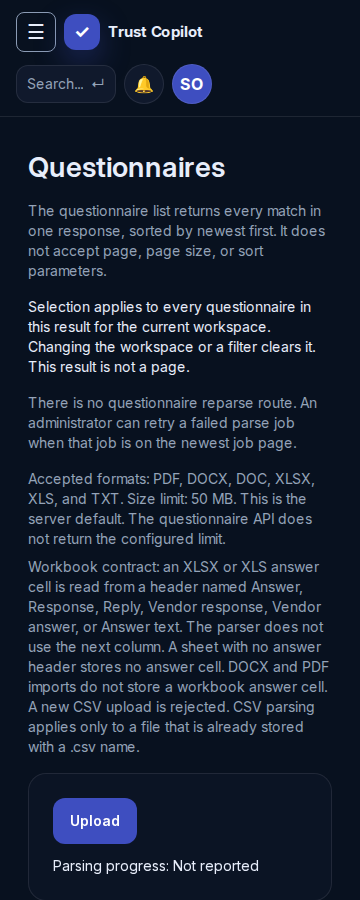 Trust Copilot
Search... ↵
SO
Questionnaires
The questionnaire list returns every match in
one response, sorted by newest first. It does
not accept page, page size, or sort
parameters.
Selection applies to every questionnaire in
this result for the current workspace.
Changing the workspace or a filter clears it.
This result is not a page.
There is no questionnaire reparse route. An
administrator can retry a failed parse job
when that job is on the newest job page.
Accepted formats: PDF, DOCX, DOC, XLSX,
XLS, and TXT. Size limit: 50 MB. This is the
server default. The questionnaire API does
not return the configured limit.
Workbook contract: an XLSX or XLS answer
cell is read from a header named Answer,
Response, Reply, Vendor response, Vendor
answer, or Answer text. The parser does not
use the next column. A sheet with no answer
header stores no answer cell. DOCX and PDF
imports do not store a workbook answer cell.
A new CSV upload is rejected. CSV parsing
applies only to a file that is already stored
with a .csv name.
Upload
Parsing progress: Not reported